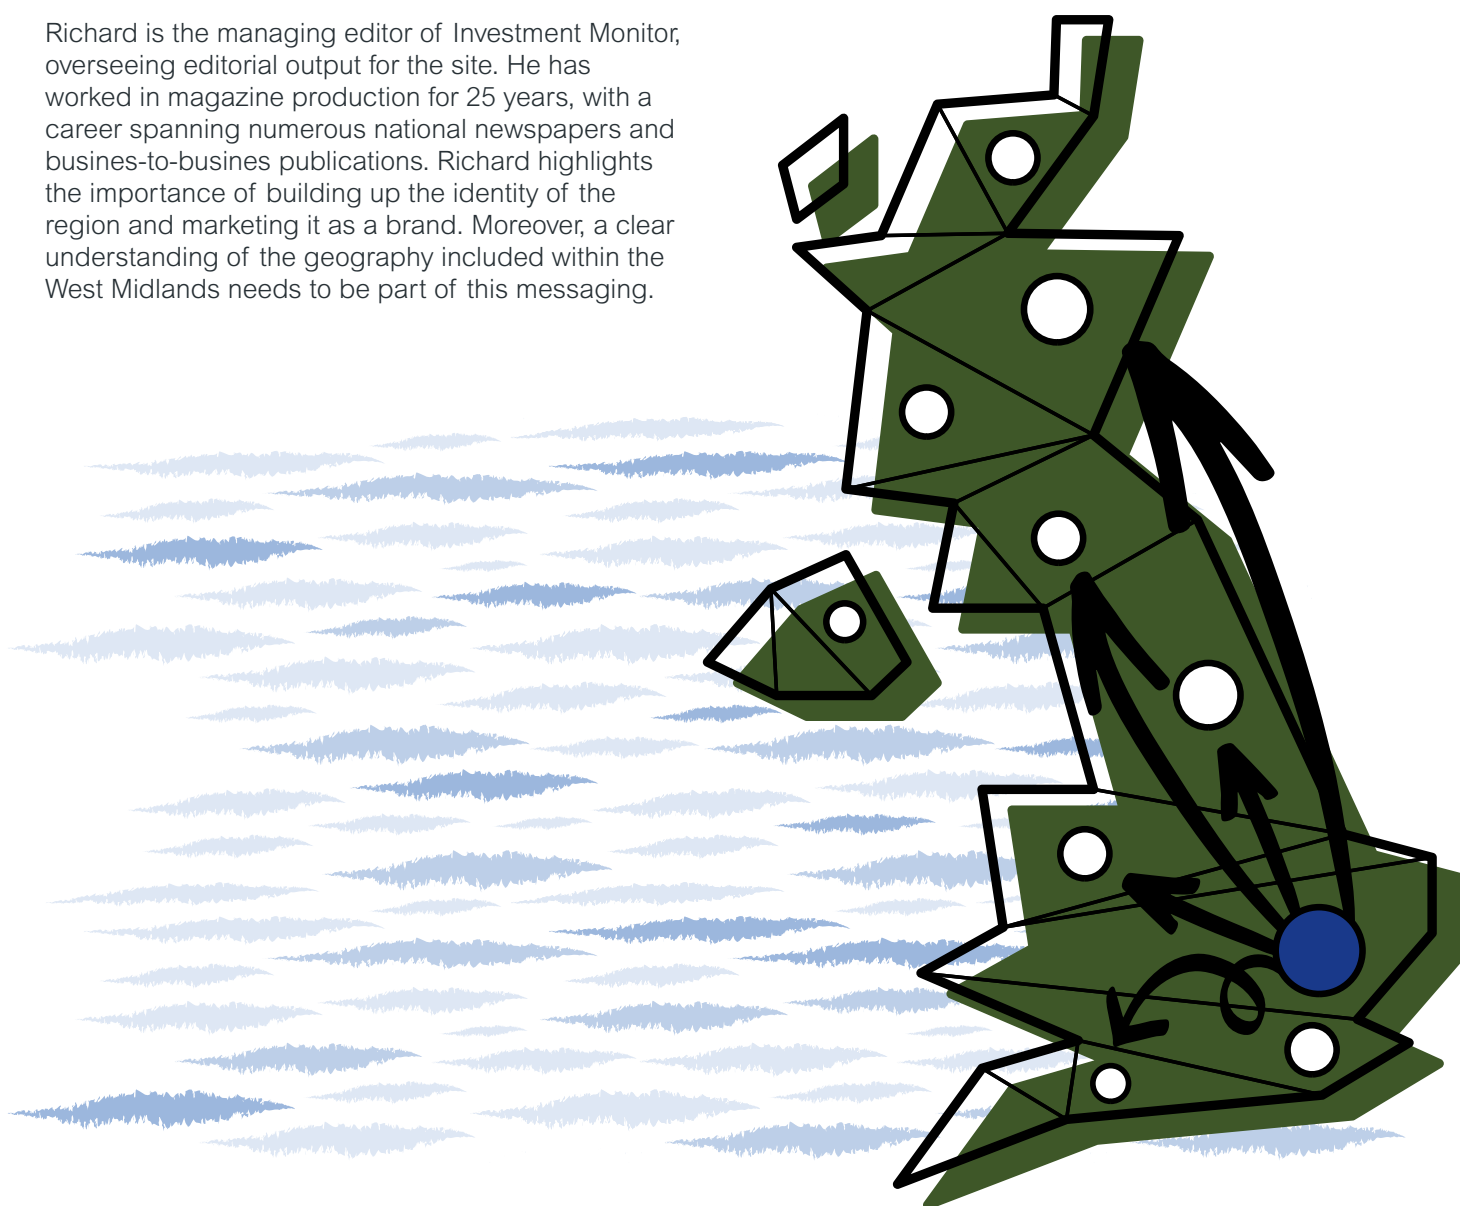 Richard is the managing editor of Investment Monitor,
overseeing editorial output for the site. He has
worked in magazine production for 25 years, with a
career spanning numerous national newspapers and
busines-to-busines publications. Richard highlights
the importance of building up the identity of the
region and marketing it as a brand. Moreover, a clear
understanding of the geography included within the
West Midlands needs to be part of this messaging.